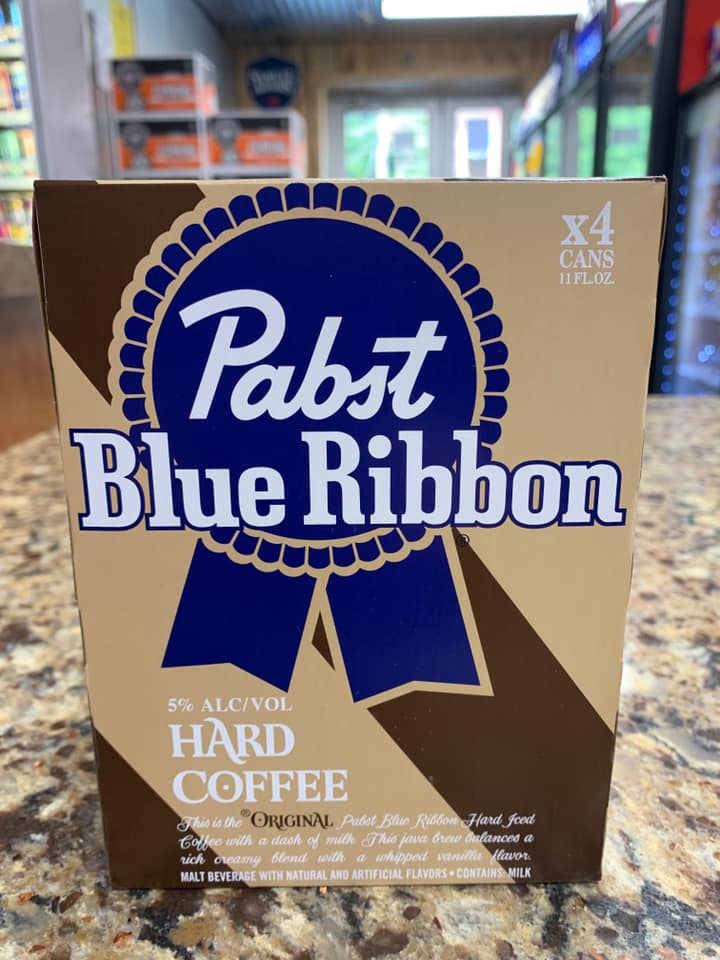 x4
CANS
11 FL.OZ.
Pabst
Blue Ribbon
®
5% ALC/VOL
HARD
COFFEE
This is the ®ORIGINAL Pabst Blue Ribbon Hard Iced
Coffee with a dash of milk This java brew balances a
rich creamy blend with a whipped vanilla flavor.
MALT BEVERAGE WITH NATURAL AND ARTIFICIAL FLAVORS • CONTAINS: MILK